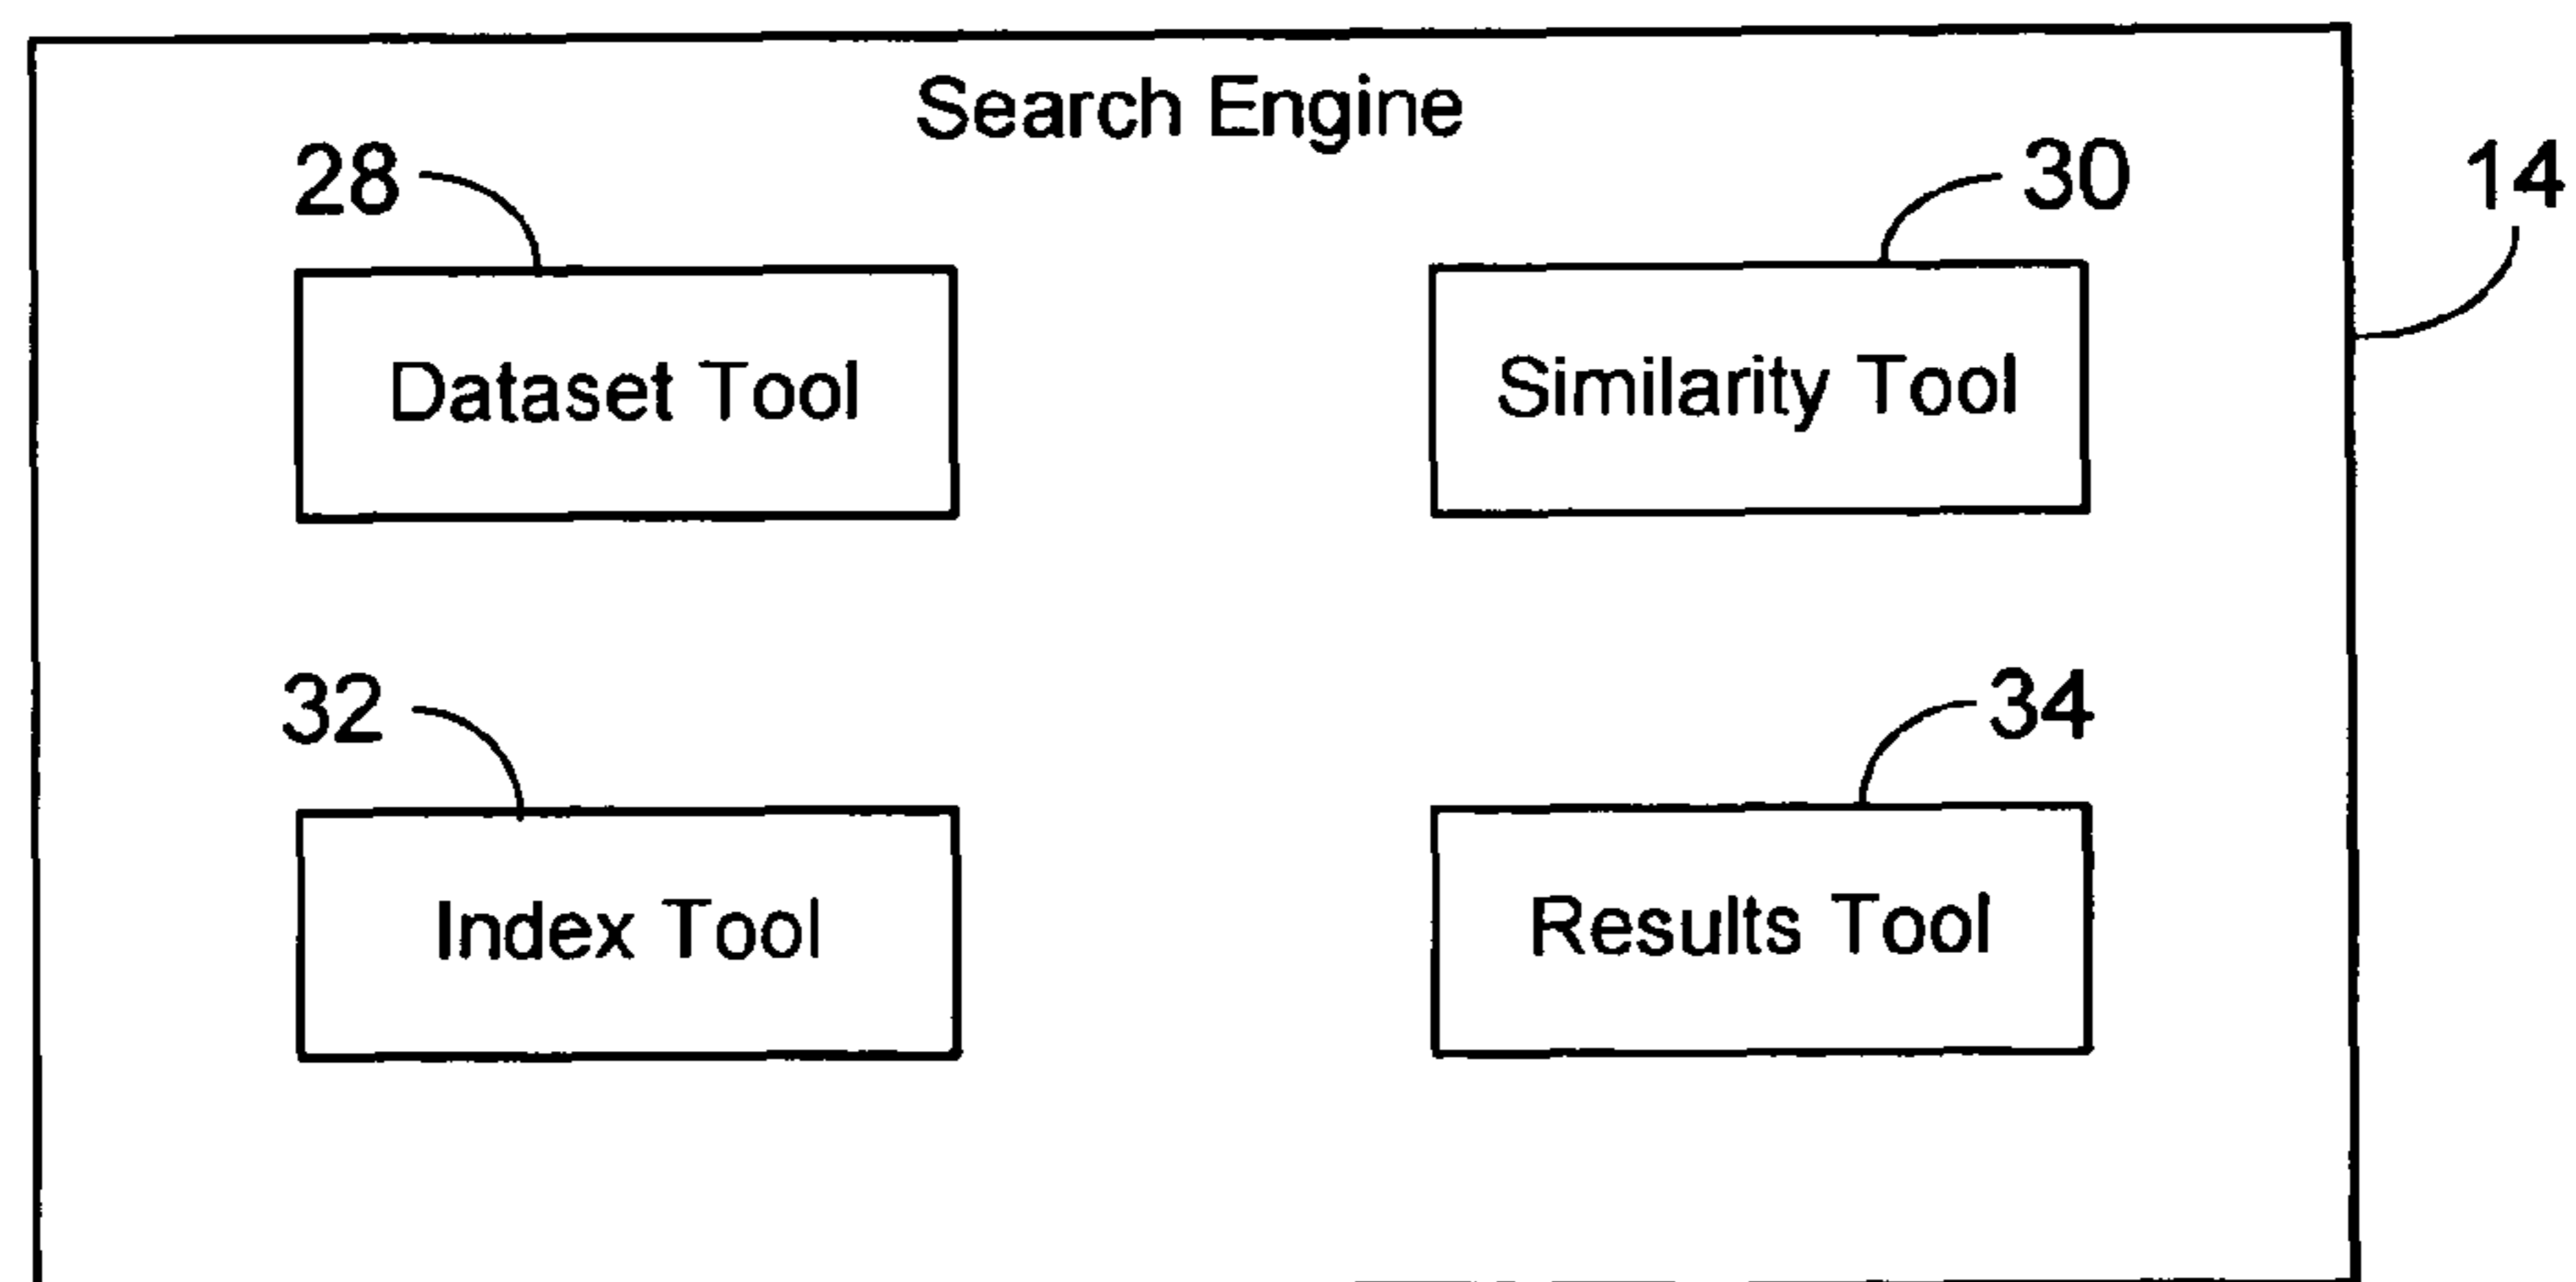 Search Engine
28
30
14
Dataset Tool
Similarity Tool
32
34
Index Tool
Results Tool